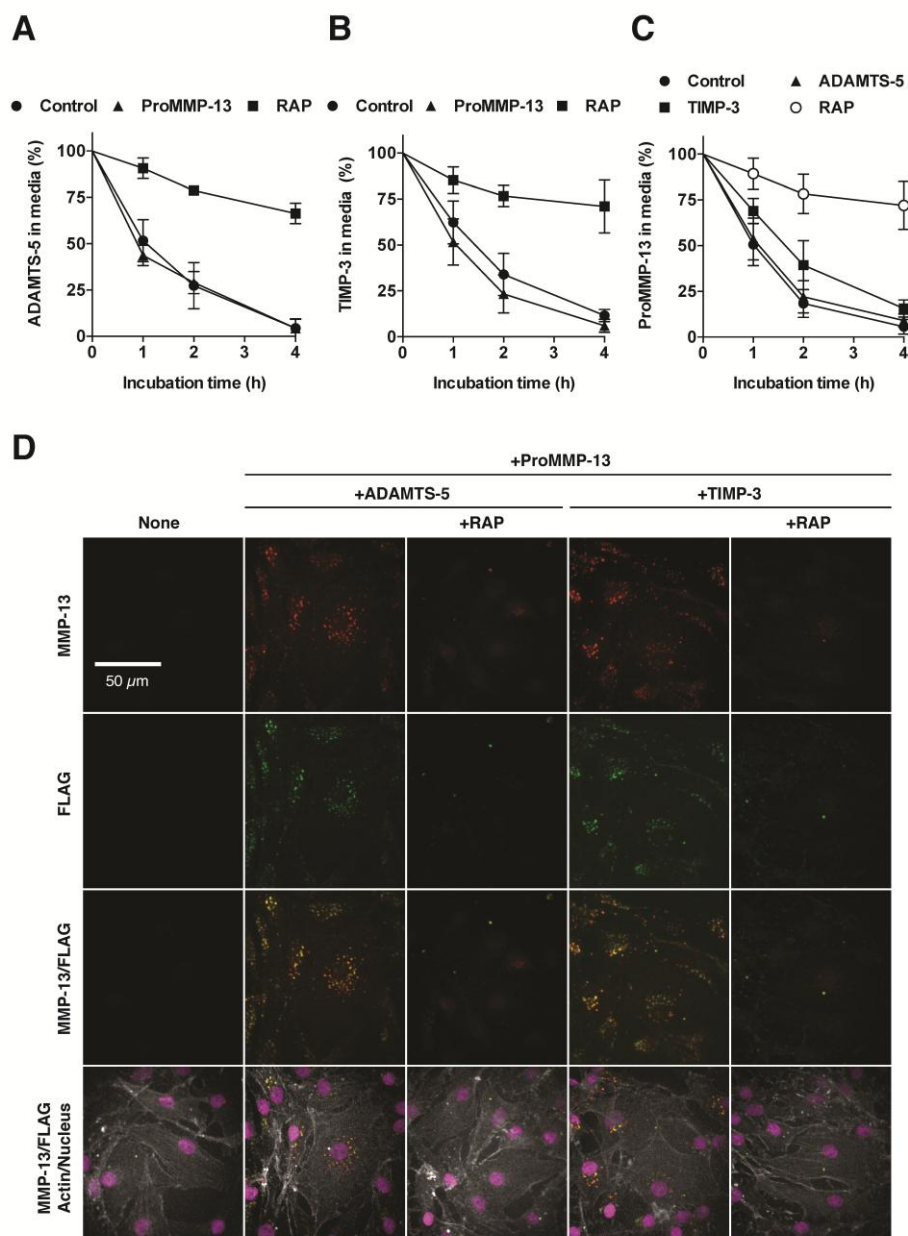 A
● Control ▲ ProMMP-13 ■ RAP
ADAMTS-5 in media (%)
100
75
50
25
0
0 1 2 3 4
Incubation time (h)
B
● Control ▲ ProMMP-13 ■ RAP
TIMP-3 in media (%)
100
75
50
25
0
0 1 2 3 4
Incubation time (h)
C
● Control ▲ ADAMTS-5
■ TIMP-3 ○ RAP
ProMMP-13 in media (%)
100
75
50
25
0
0 1 2 3 4
Incubation time (h)
D
+ProMMP-13
+ADAMTS-5 +TIMP-3
None +RAP +RAP
MMP-13
50 µm
FLAG
MMP-13/FLAG
MMP-13/FLAG
Actin/Nucleus